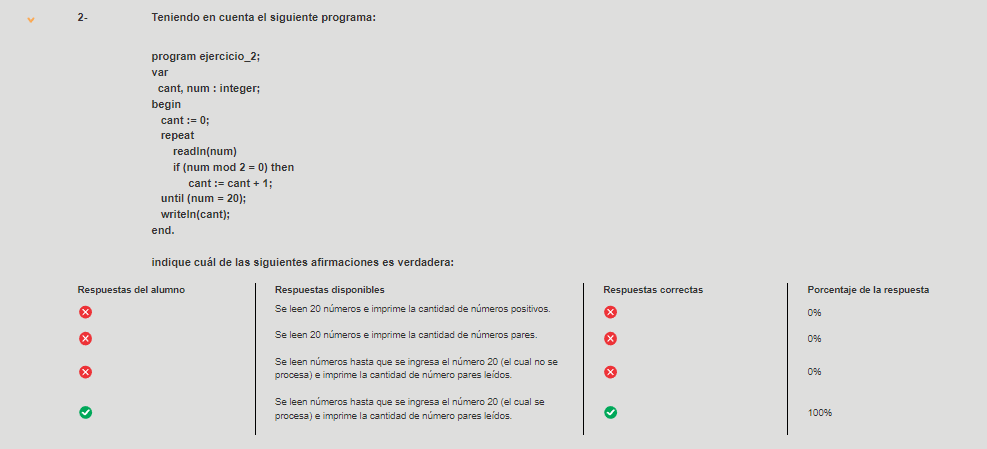 2- Teniendo en cuenta el siguiente programa:
program ejercicio_2;
var
cant, num : integer;
begin
cant := 0;
repeat
readln(num)
if (num mod 2 = 0) then
cant := cant + 1;
until (num = 20);
writeln(cant);
end.
indique cuál de las siguientes afirmaciones es verdadera:
Respuestas del alumno Respuestas disponibles Respuestas correctas Porcentaje de la respuesta
Se leen 20 números e imprime la cantidad de números positivos. 0%
Se leen 20 números e imprime la cantidad de números pares. 0%
Se leen números hasta que se ingresa el número 20 (el cual no se
procesa) e imprime la cantidad de número pares leídos. 0%
Se leen números hasta que se ingresa el número 20 (el cual se
procesa) e imprime la cantidad de número pares leídos. 100%